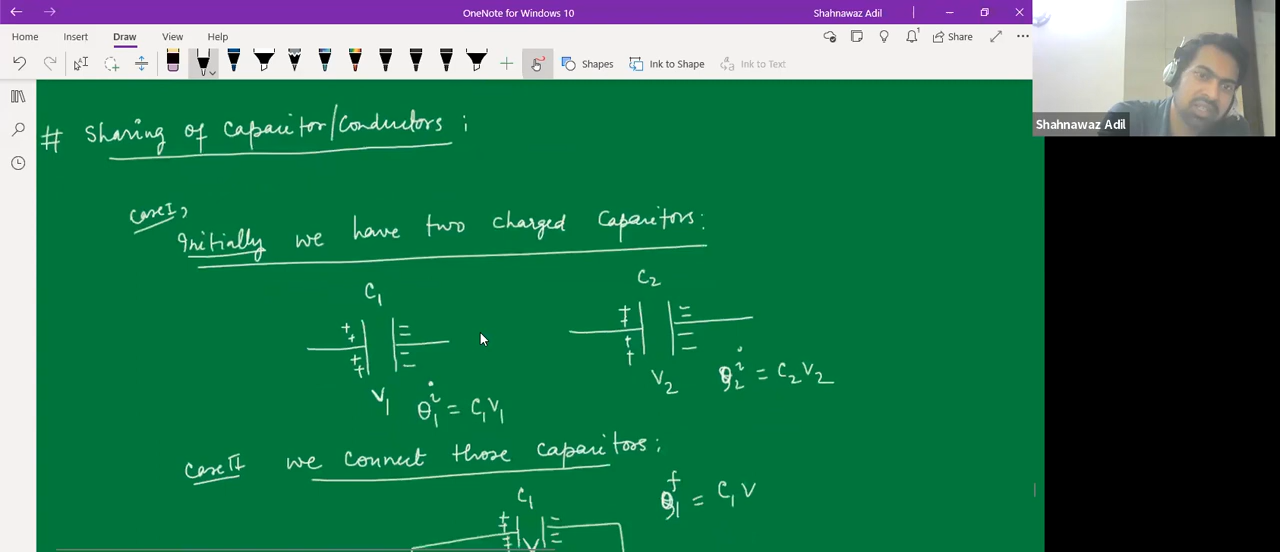 OneNote for Windows 10
Shahnawaz Adil
Home Insert Draw View Help
Share
Shapes Ink to Shape Ink to Text
Shahnawaz Adil
# Sharing of Capacitor/Conductors :
Case I,
Initially we have two charged Capacitors :
C₁ C₂
+ + + + = =
+ + + + = = =
V₁ Q₁ⁱ = C₁V₁
V₂ Q₂ⁱ = C₂V₂
Case II we connect those capacitors :
Q₁ᶠ = C₁V
C₁
+ + = =
V